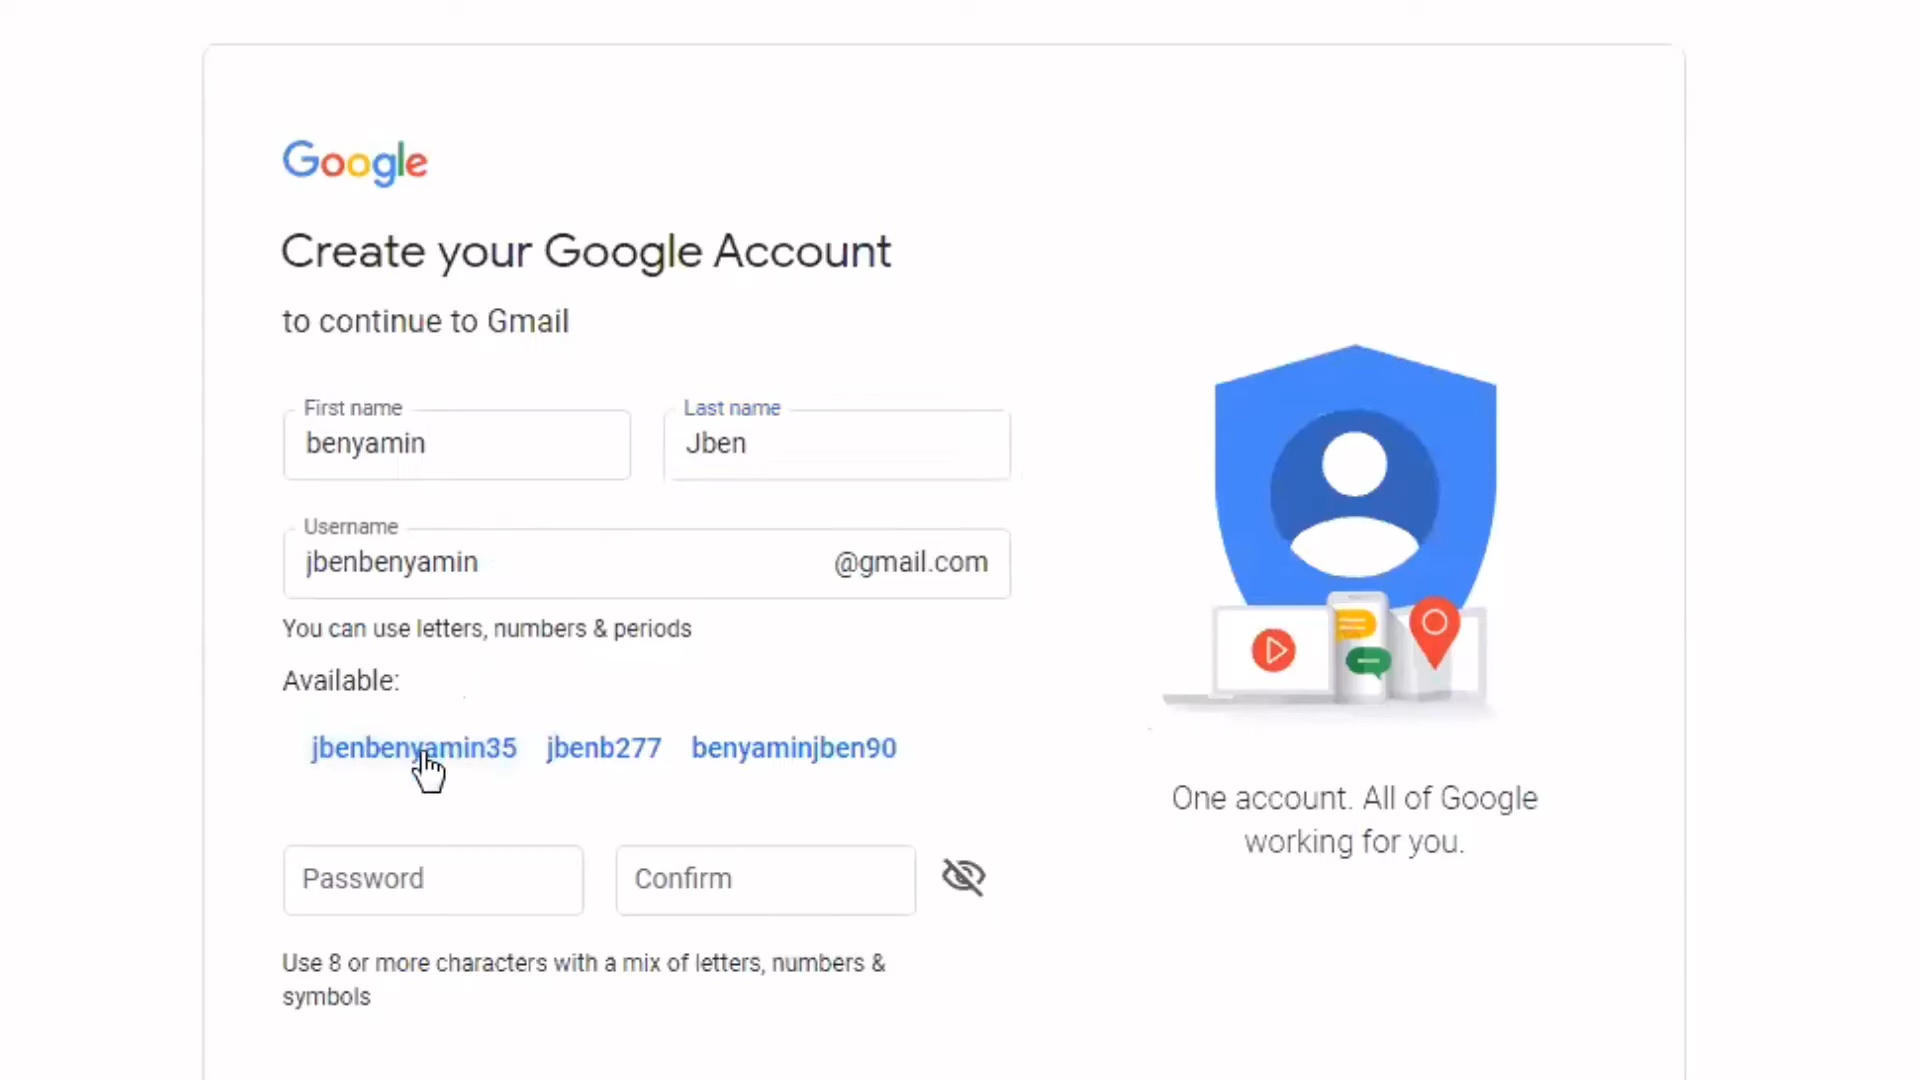 Google
Create your Google Account
to continue to Gmail
First name
benyamin
Last name
Jben
Username
jbenbenyamin @gmail.com
You can use letters, numbers & periods
Available:
jbenbenyamin35 jbenb277 benyaminjben90
Password
Confirm
Use 8 or more characters with a mix of letters, numbers &
symbols
One account. All of Google
working for you.